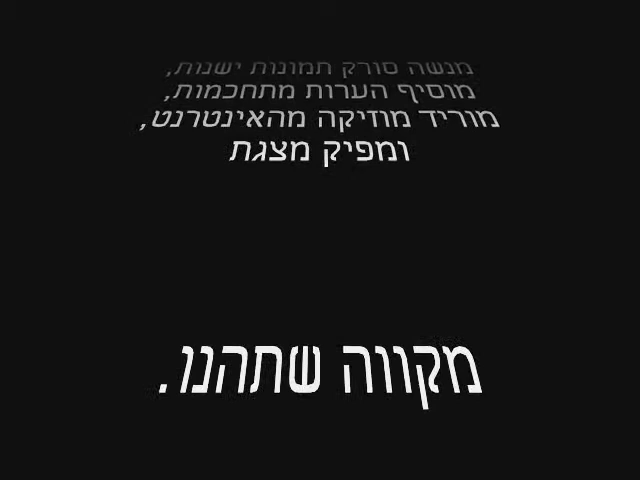 מנשה סורק תמונות ישנות,
מוסיף הערות מתחכמות,
מוריד מוזיקה מהאינטרנט,
ומפיק מצגת
מקווה שתהנו.